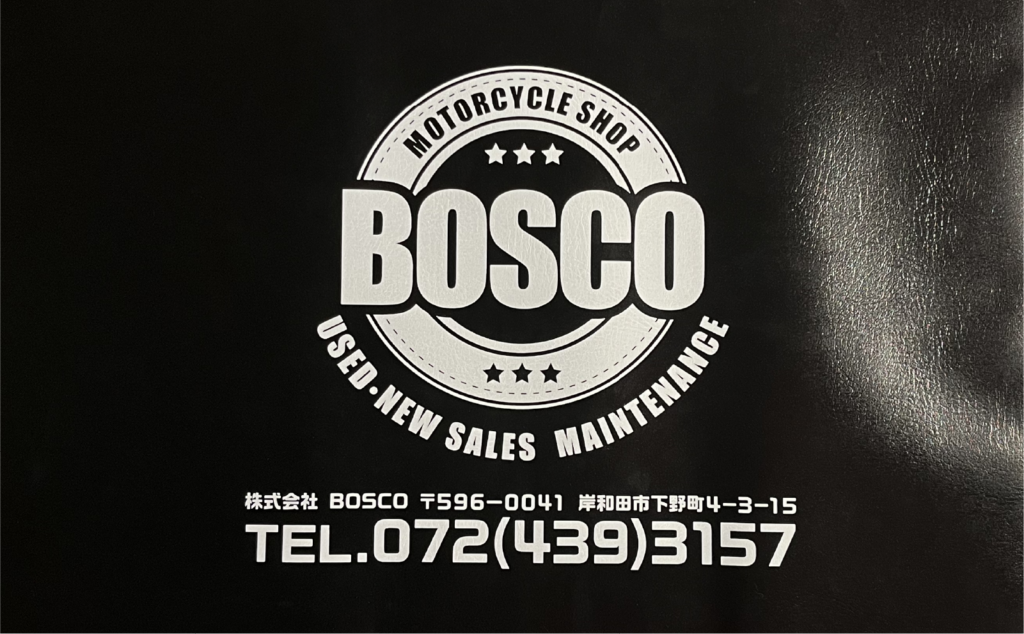 MOTORCYCLE SHOP
BOSCO
USED・NEW SALES MAINTENANCE
株式会社 BOSCO 〒596-0041 岸和田市下野町4-3-15
TEL.072(439)3157